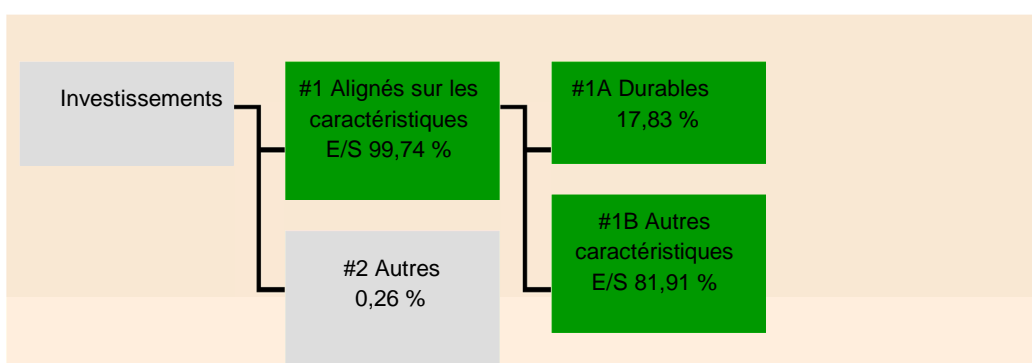 Investissements
#1 Alignés sur les
caractéristiques
E/S 99,74 %
#2 Autres
0,26 %
#1A Durables
17,83 %
#1B Autres
caractéristiques
E/S 81,91 %